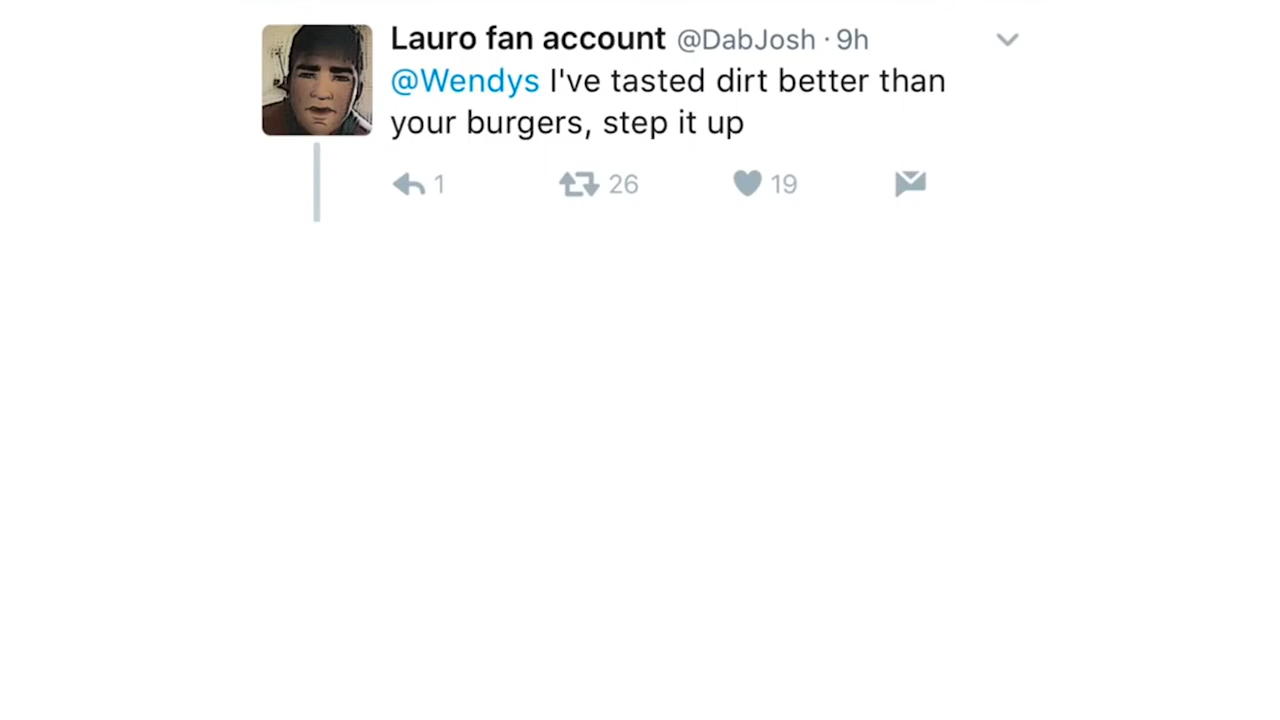 Lauro fan account @DabJosh · 9h
@Wendys I've tasted dirt better than
your burgers, step it up
1 26 19